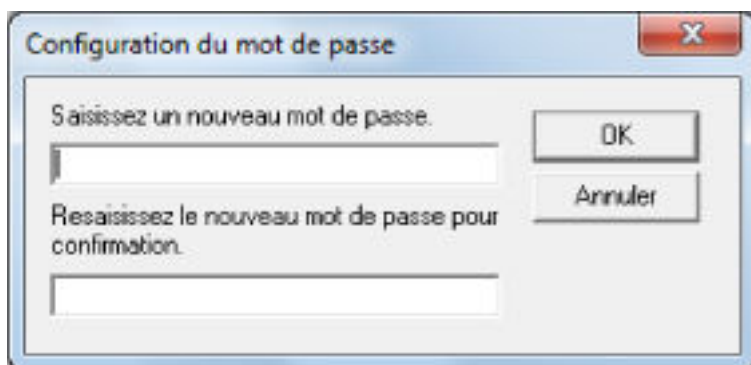 Configuration du mot de passe
Saisissez un nouveau mot de passe.
OK
Annuler
Resaisissez le nouveau mot de passe pour
confirmation.